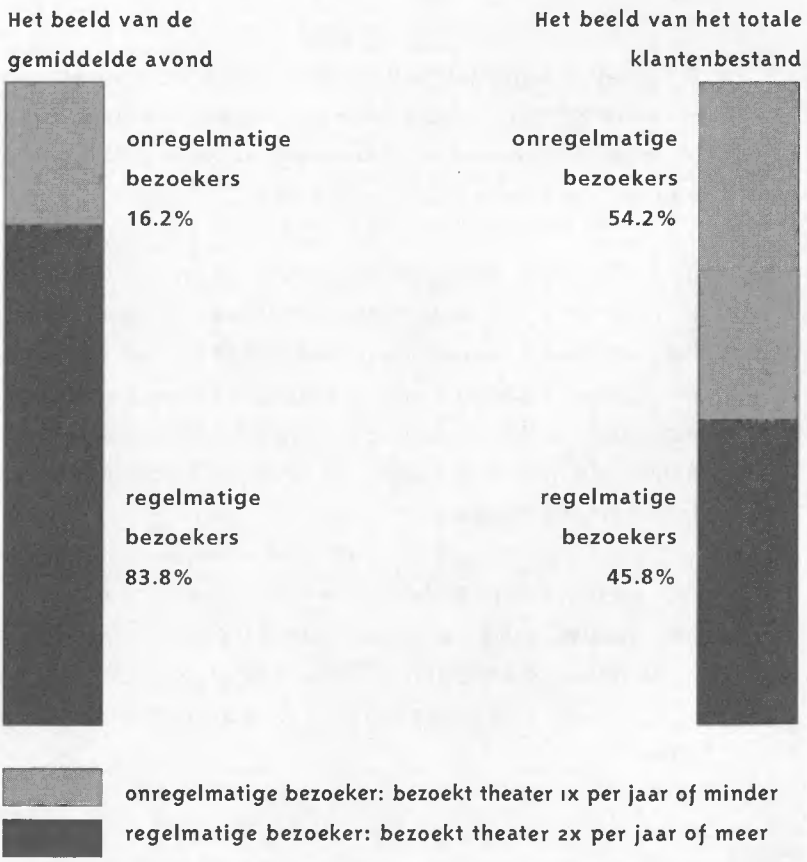 Het beeld van de
gemiddelde avond
onregelmatige
bezoekers
16.2%
regelmatige
bezoekers
83.8%
Het beeld van het totale
klantenbestand
onregelmatige
bezoekers
54.2%
regelmatige
bezoekers
45.8%
onregelmatige bezoeker: bezoekt theater 1x per jaar of minder
regelmatige bezoeker: bezoekt theater 2x per jaar of meer